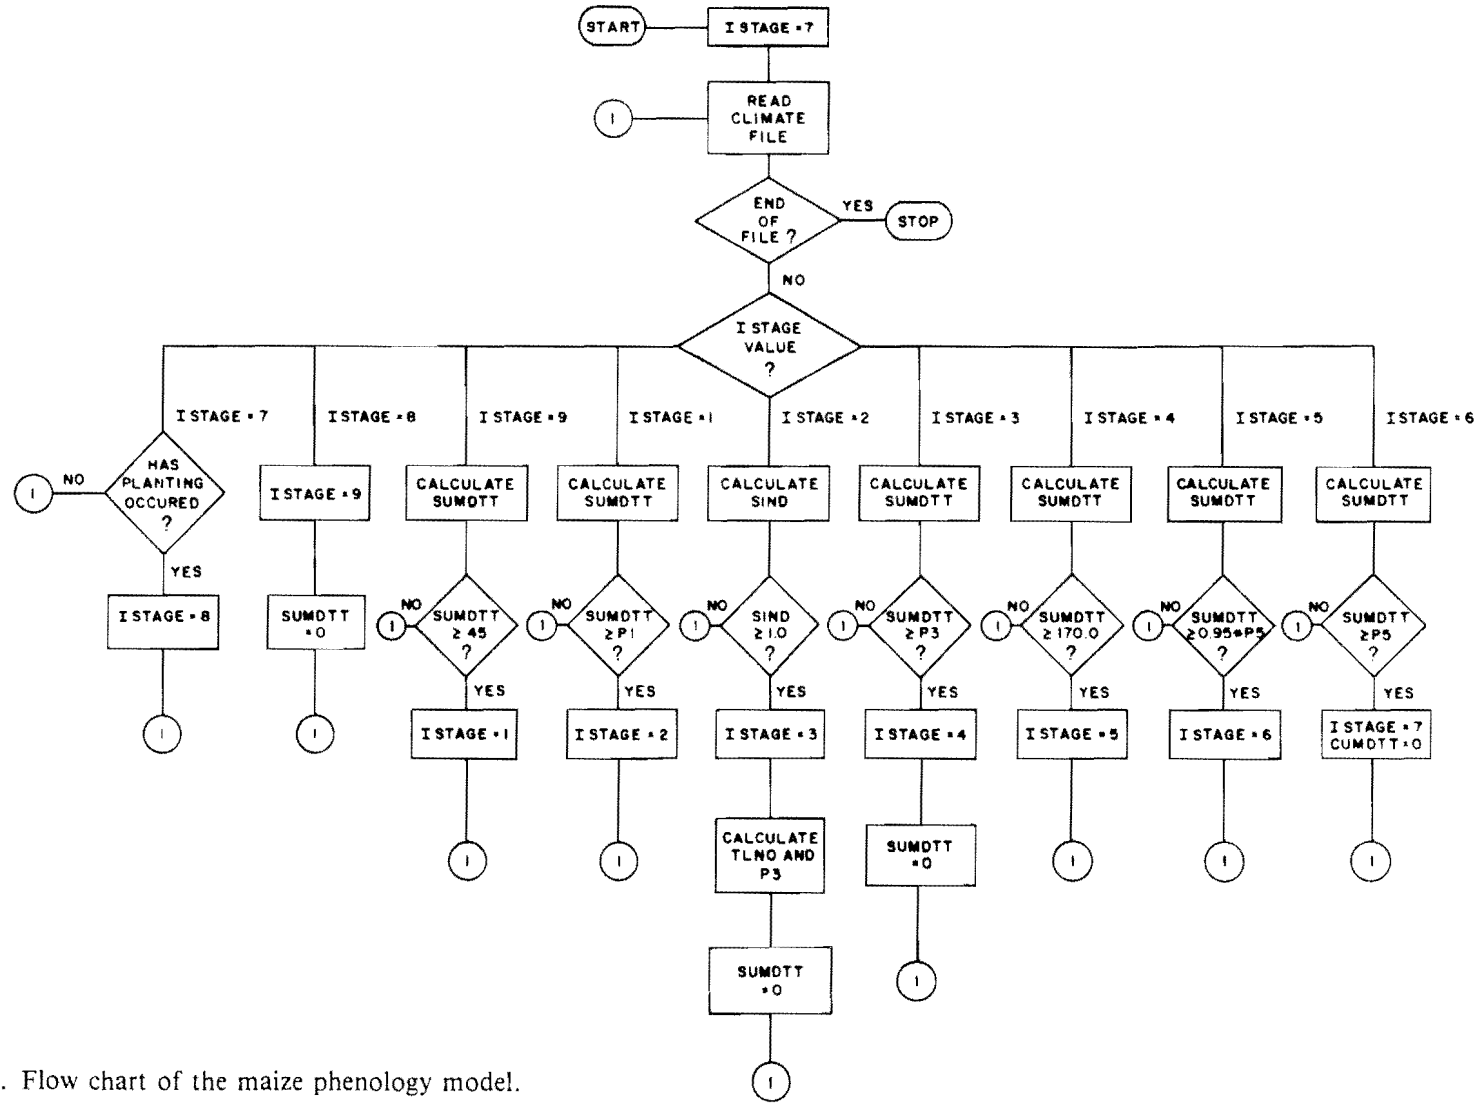 START
I STAGE = 7
READ
CLIMATE
FILE
1
END
OF
FILE ?
YES
STOP
NO
I STAGE
VALUE
?
I STAGE = 7
I STAGE = 8
I STAGE = 9
I STAGE = 1
I STAGE = 2
I STAGE = 3
I STAGE = 4
I STAGE = 5
I STAGE = 6
HAS
PLANTING
OCCURED
?
NO
1
YES
I STAGE = 8
1
I STAGE = 9
SUMDTT
= 0
1
CALCULATE
SUMDTT
NO
1
SUMDTT
≥ 45
?
YES
I STAGE = 1
1
CALCULATE
SUMDTT
NO
1
SUMDTT
≥ P1
?
YES
I STAGE = 2
1
CALCULATE
SIND
NO
1
SIND
≥ 1.0
?
YES
I STAGE = 3
CALCULATE
TLNO AND
P3
SUMDTT
= 0
1
CALCULATE
SUMDTT
NO
1
SUMDTT
≥ P3
?
YES
I STAGE = 4
SUMDTT
= 0
1
CALCULATE
SUMDTT
NO
1
SUMDTT
≥ 170.0
?
YES
I STAGE = 5
1
CALCULATE
SUMDTT
NO
1
SUMDTT
≥ 0.95*P5
?
YES
I STAGE = 6
1
CALCULATE
SUMDTT
NO
1
SUMDTT
≥ P5
?
YES
I STAGE = 7
CUMDTT = 0
1
. Flow chart of the maize phenology model.